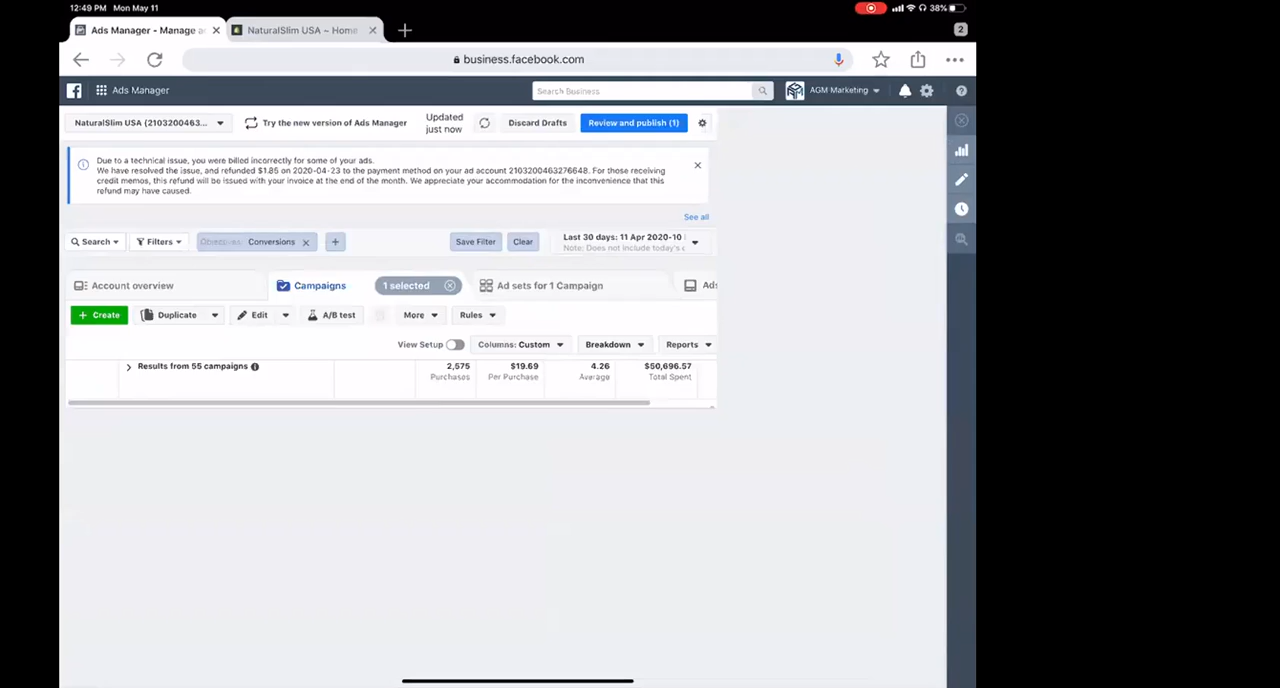 12:49 PM Mon May 11
38%
Ads Manager - Manage a
NaturalSlim USA – Home
2
business.facebook.com
Ads Manager
Search Business
AGM Marketing
NaturalSlim USA (2103200463...
Try the new version of Ads Manager
Updated
just now
Discard Drafts
Review and publish (1)
Due to a technical issue, you were billed incorrectly for some of your ads.
We have resolved the issue, and refunded $1.85 on 2020-04-23 to the payment method on your ad account 2103200463276648. For those receiving
credit memos, this refund will be issued with your invoice at the end of the month. We appreciate your accommodation for the inconvenience that this
refund may have caused.
See all
Search
Filters
Objective: Conversions
Save Filter
Clear
Last 30 days: 11 Apr 2020-10
Note: Does not include today's c
Account overview
Campaigns
1 selected
Ad sets for 1 Campaign
Ads
+ Create
Duplicate
Edit
A/B test
More
Rules
View Setup
Columns: Custom
Breakdown
Reports
Results from 55 campaigns
2,575
Purchases
$19.69
Per Purchase
4.26
Average
$50,696.57
Total Spent